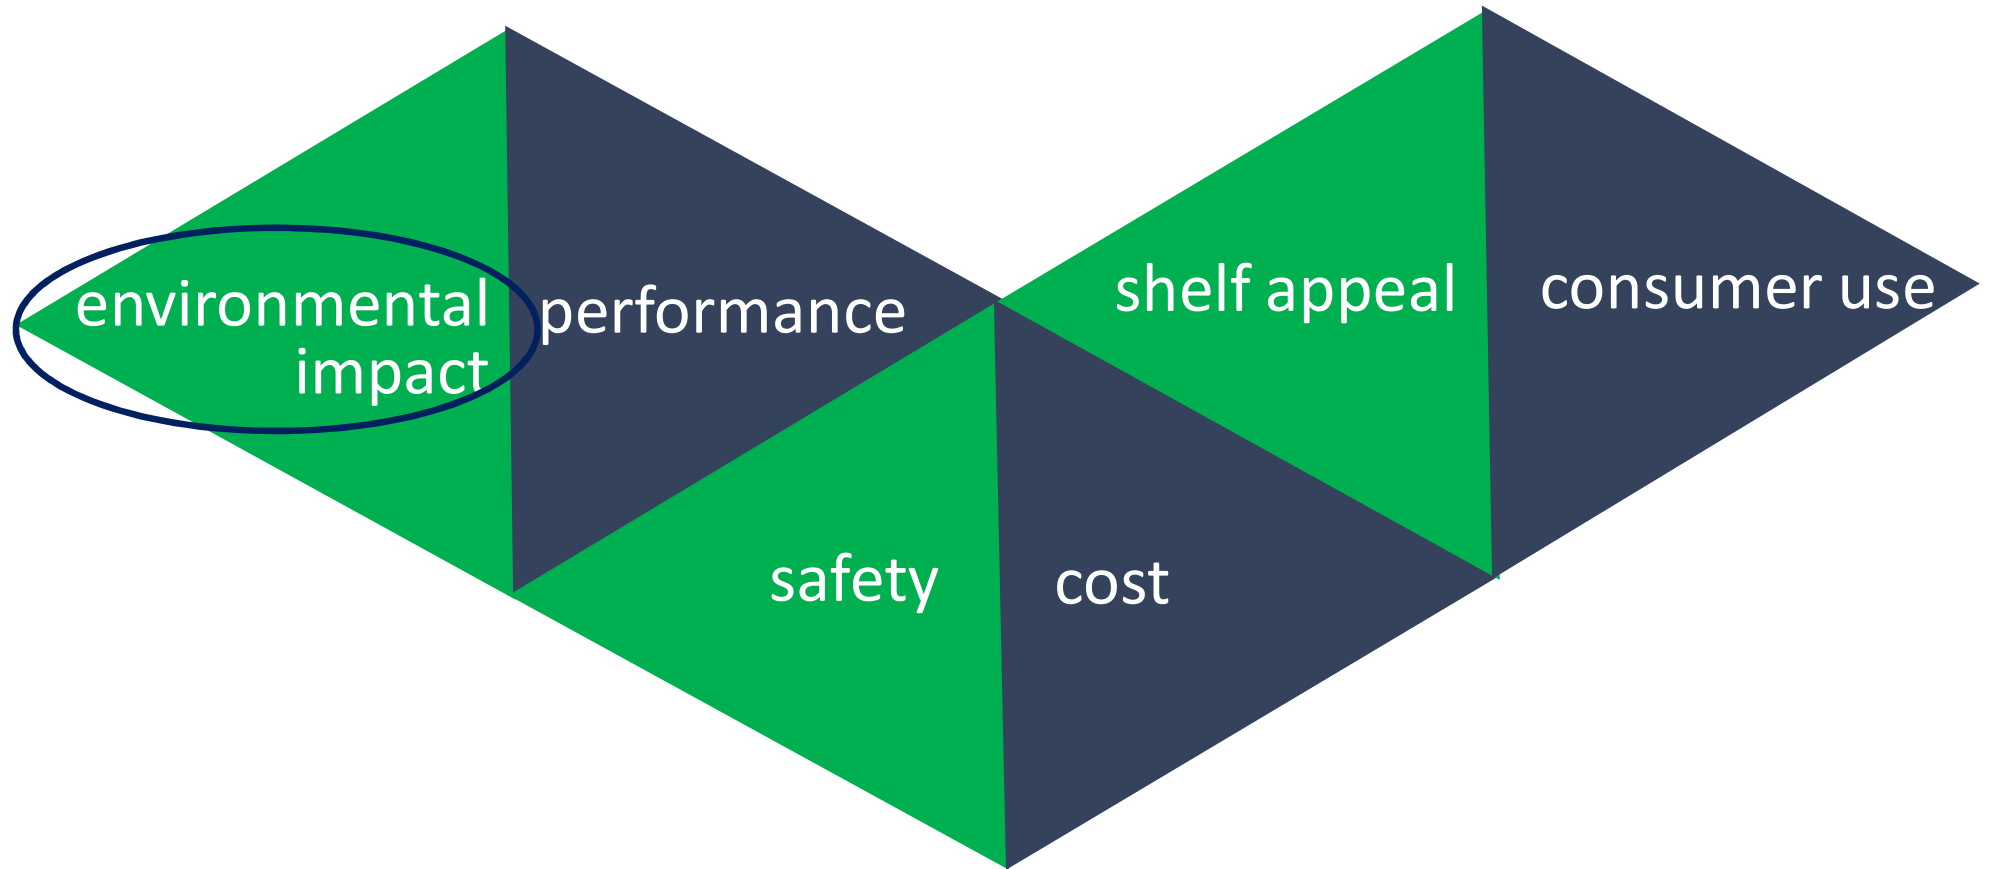 environmental
impact
performance
shelf appeal
consumer use
safety
cost